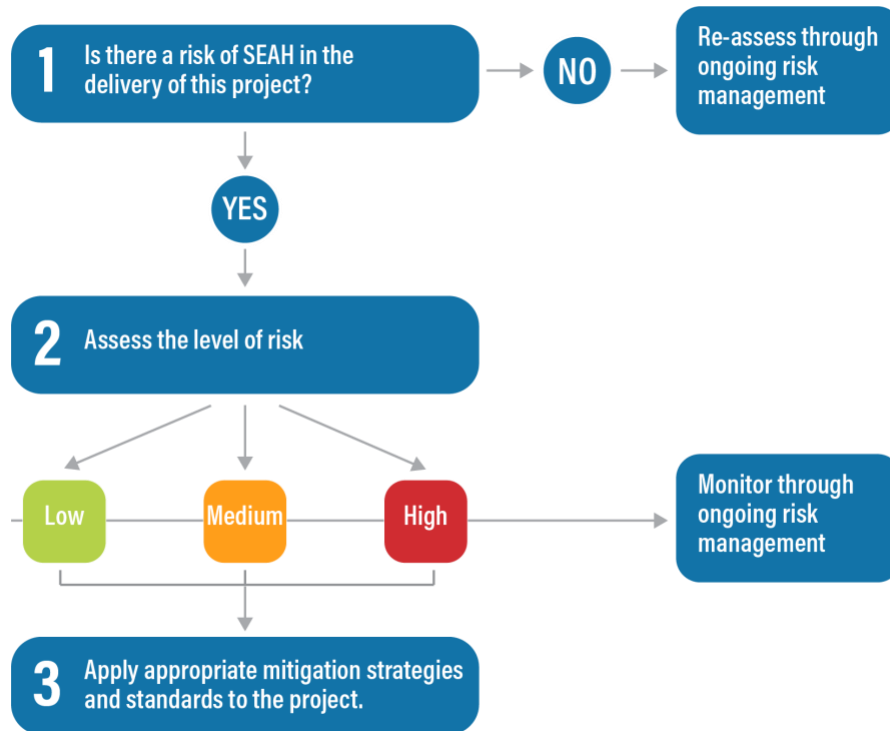 1
Is there a risk of SEAH in the
delivery of this project?
NO
Re-assess through
ongoing risk
management
YES
2
Assess the level of risk
Low
Medium
High
Monitor through
ongoing risk
management
3
Apply appropriate mitigation strategies
and standards to the project.